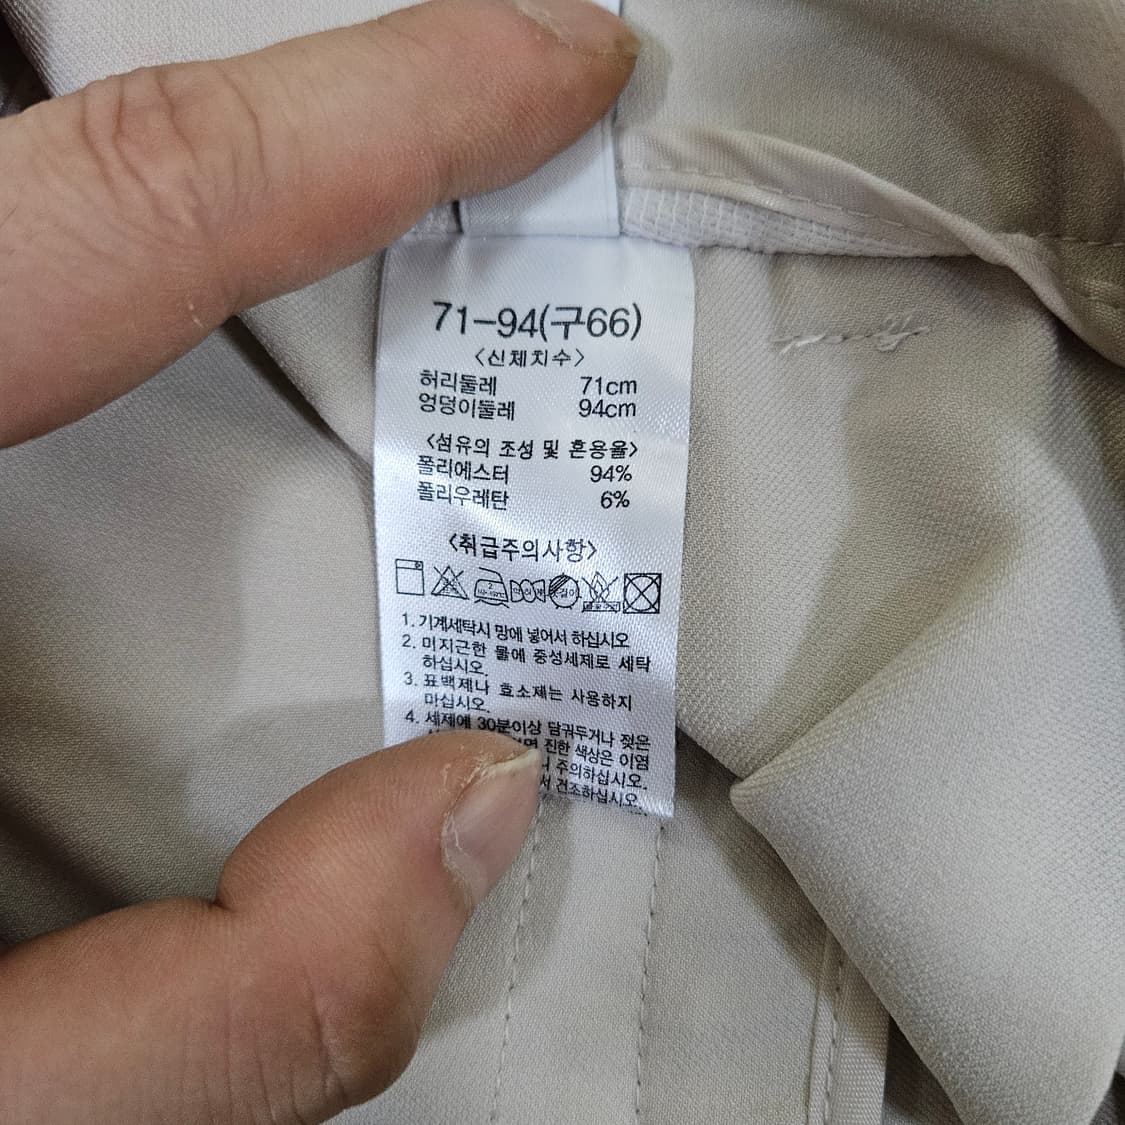 71-94(구66)
<신체치수>
허리둘레 71cm
엉덩이둘레 94cm
<섬유의 조성 및 혼용율>
폴리에스터 94%
폴리우레탄 6%
<취급주의사항>
1. 기계세탁시 망에 넣어서 하십시오
2. 미지근한 물에 중성세제로 세탁
하십시오.
3. 표백제나 효소제는 사용하지
마십시오.
4. 세제에 30분이상 담궈두거나 젖은
진한 색상은 이염
주의하십시오.
건조하십시오.